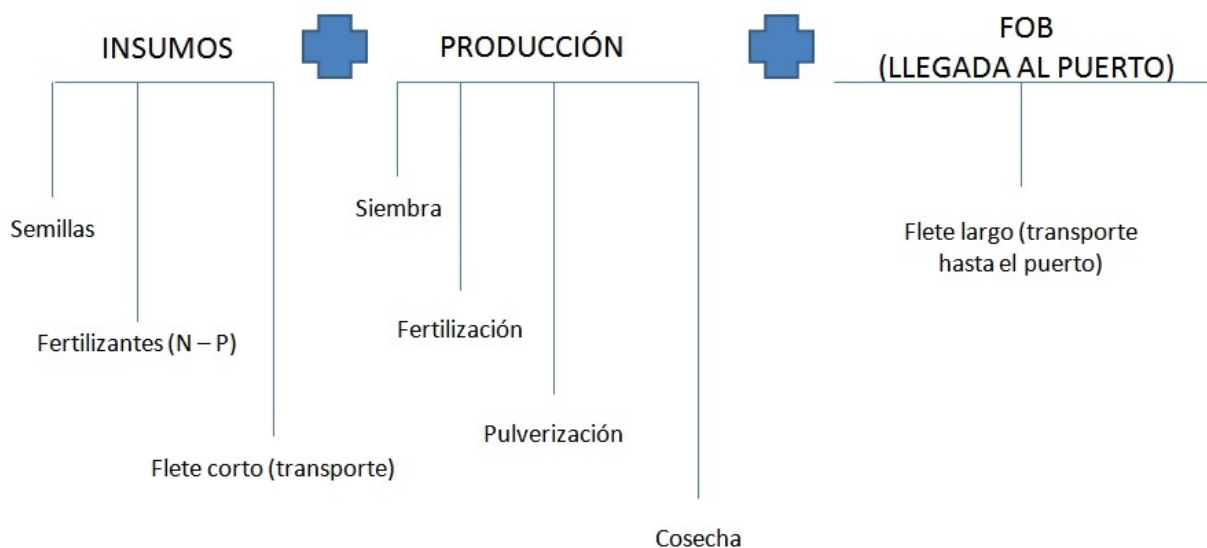 INSUMOS
PRODUCCIÓN
FOB
(LLEGADA AL PUERTO)
Semillas
Fertilizantes (N – P)
Flete corto (transporte)
Siembra
Fertilización
Pulverización
Cosecha
Flete largo (transporte
hasta el puerto)